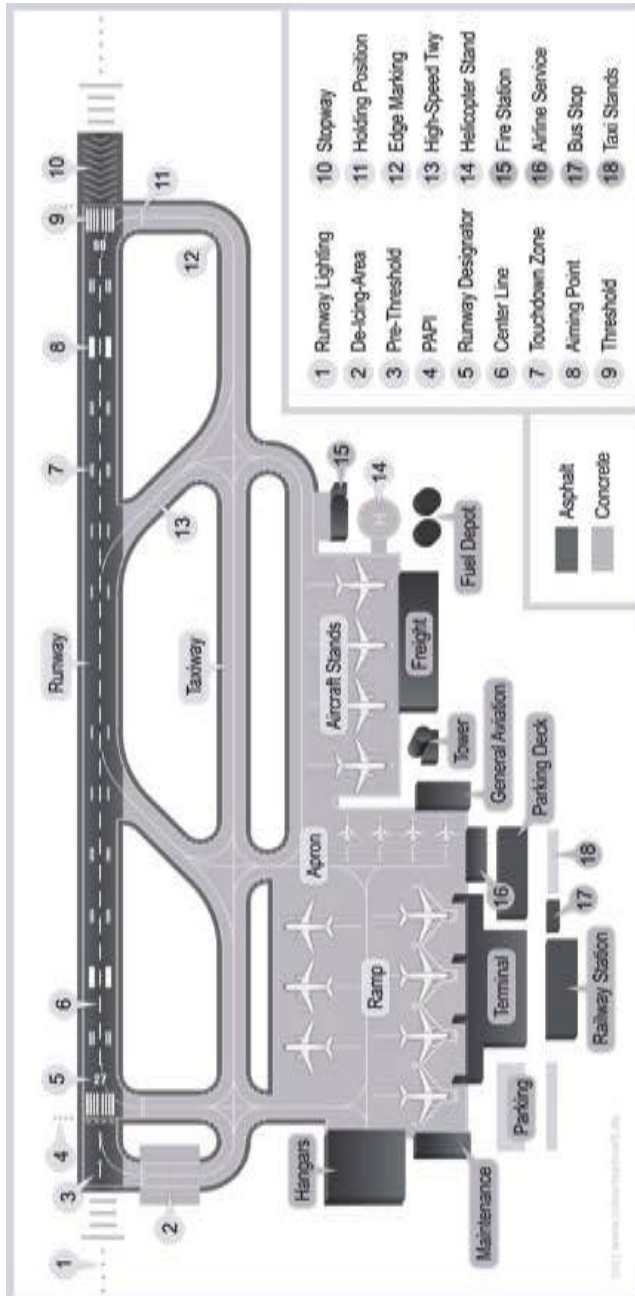 1
2
3
4
5
6
7
8
9
10
11
12
13
14
15
16
17
18
27
Runway
Taxiway
Apron
Aircraft Stands
Ramp
Hangars
Maintenance
Parking
Terminal
Railway Station
Parking Deck
General Aviation
Tower
Freight
Fuel Depot
H
Asphalt
Concrete
1 Runway Lighting
2 De-Icing-Area
3 Pre-Threshold
4 PAPI
5 Runway Designator
6 Center Line
7 Touchdown Zone
8 Aiming Point
9 Threshold
10 Stopway
11 Holding Position
12 Edge Marking
13 High-Speed Twy
14 Helicopter Stand
15 Fire Station
16 Airline Service
17 Bus Stop
18 Taxi Stands